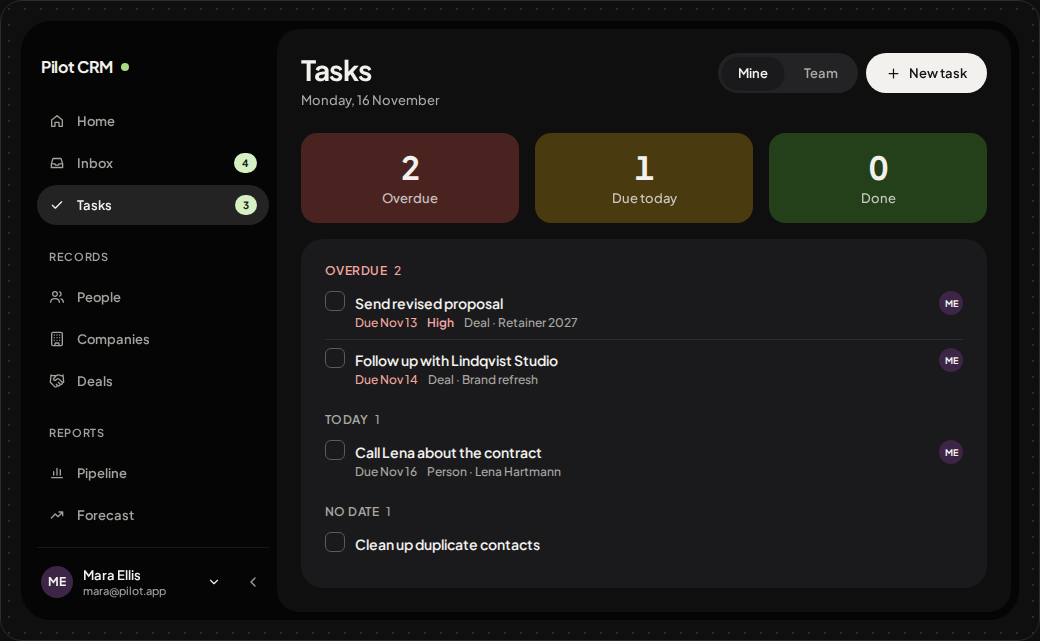 Pilot CRM
Home
Inbox 4
Tasks 3
RECORDS
People
Companies
Deals
REPORTS
Pipeline
Forecast
ME Mara Ellis
mara@pilot.app
Tasks
Monday, 16 November
Mine Team + New task
2
Overdue
1
Due today
0
Done
OVERDUE 2
Send revised proposal ME
Due Nov 13 High Deal · Retainer 2027
Follow up with Lindqvist Studio ME
Due Nov 14 Deal · Brand refresh
TODAY 1
Call Lena about the contract ME
Due Nov 16 Person · Lena Hartmann
NO DATE 1
Clean up duplicate contacts